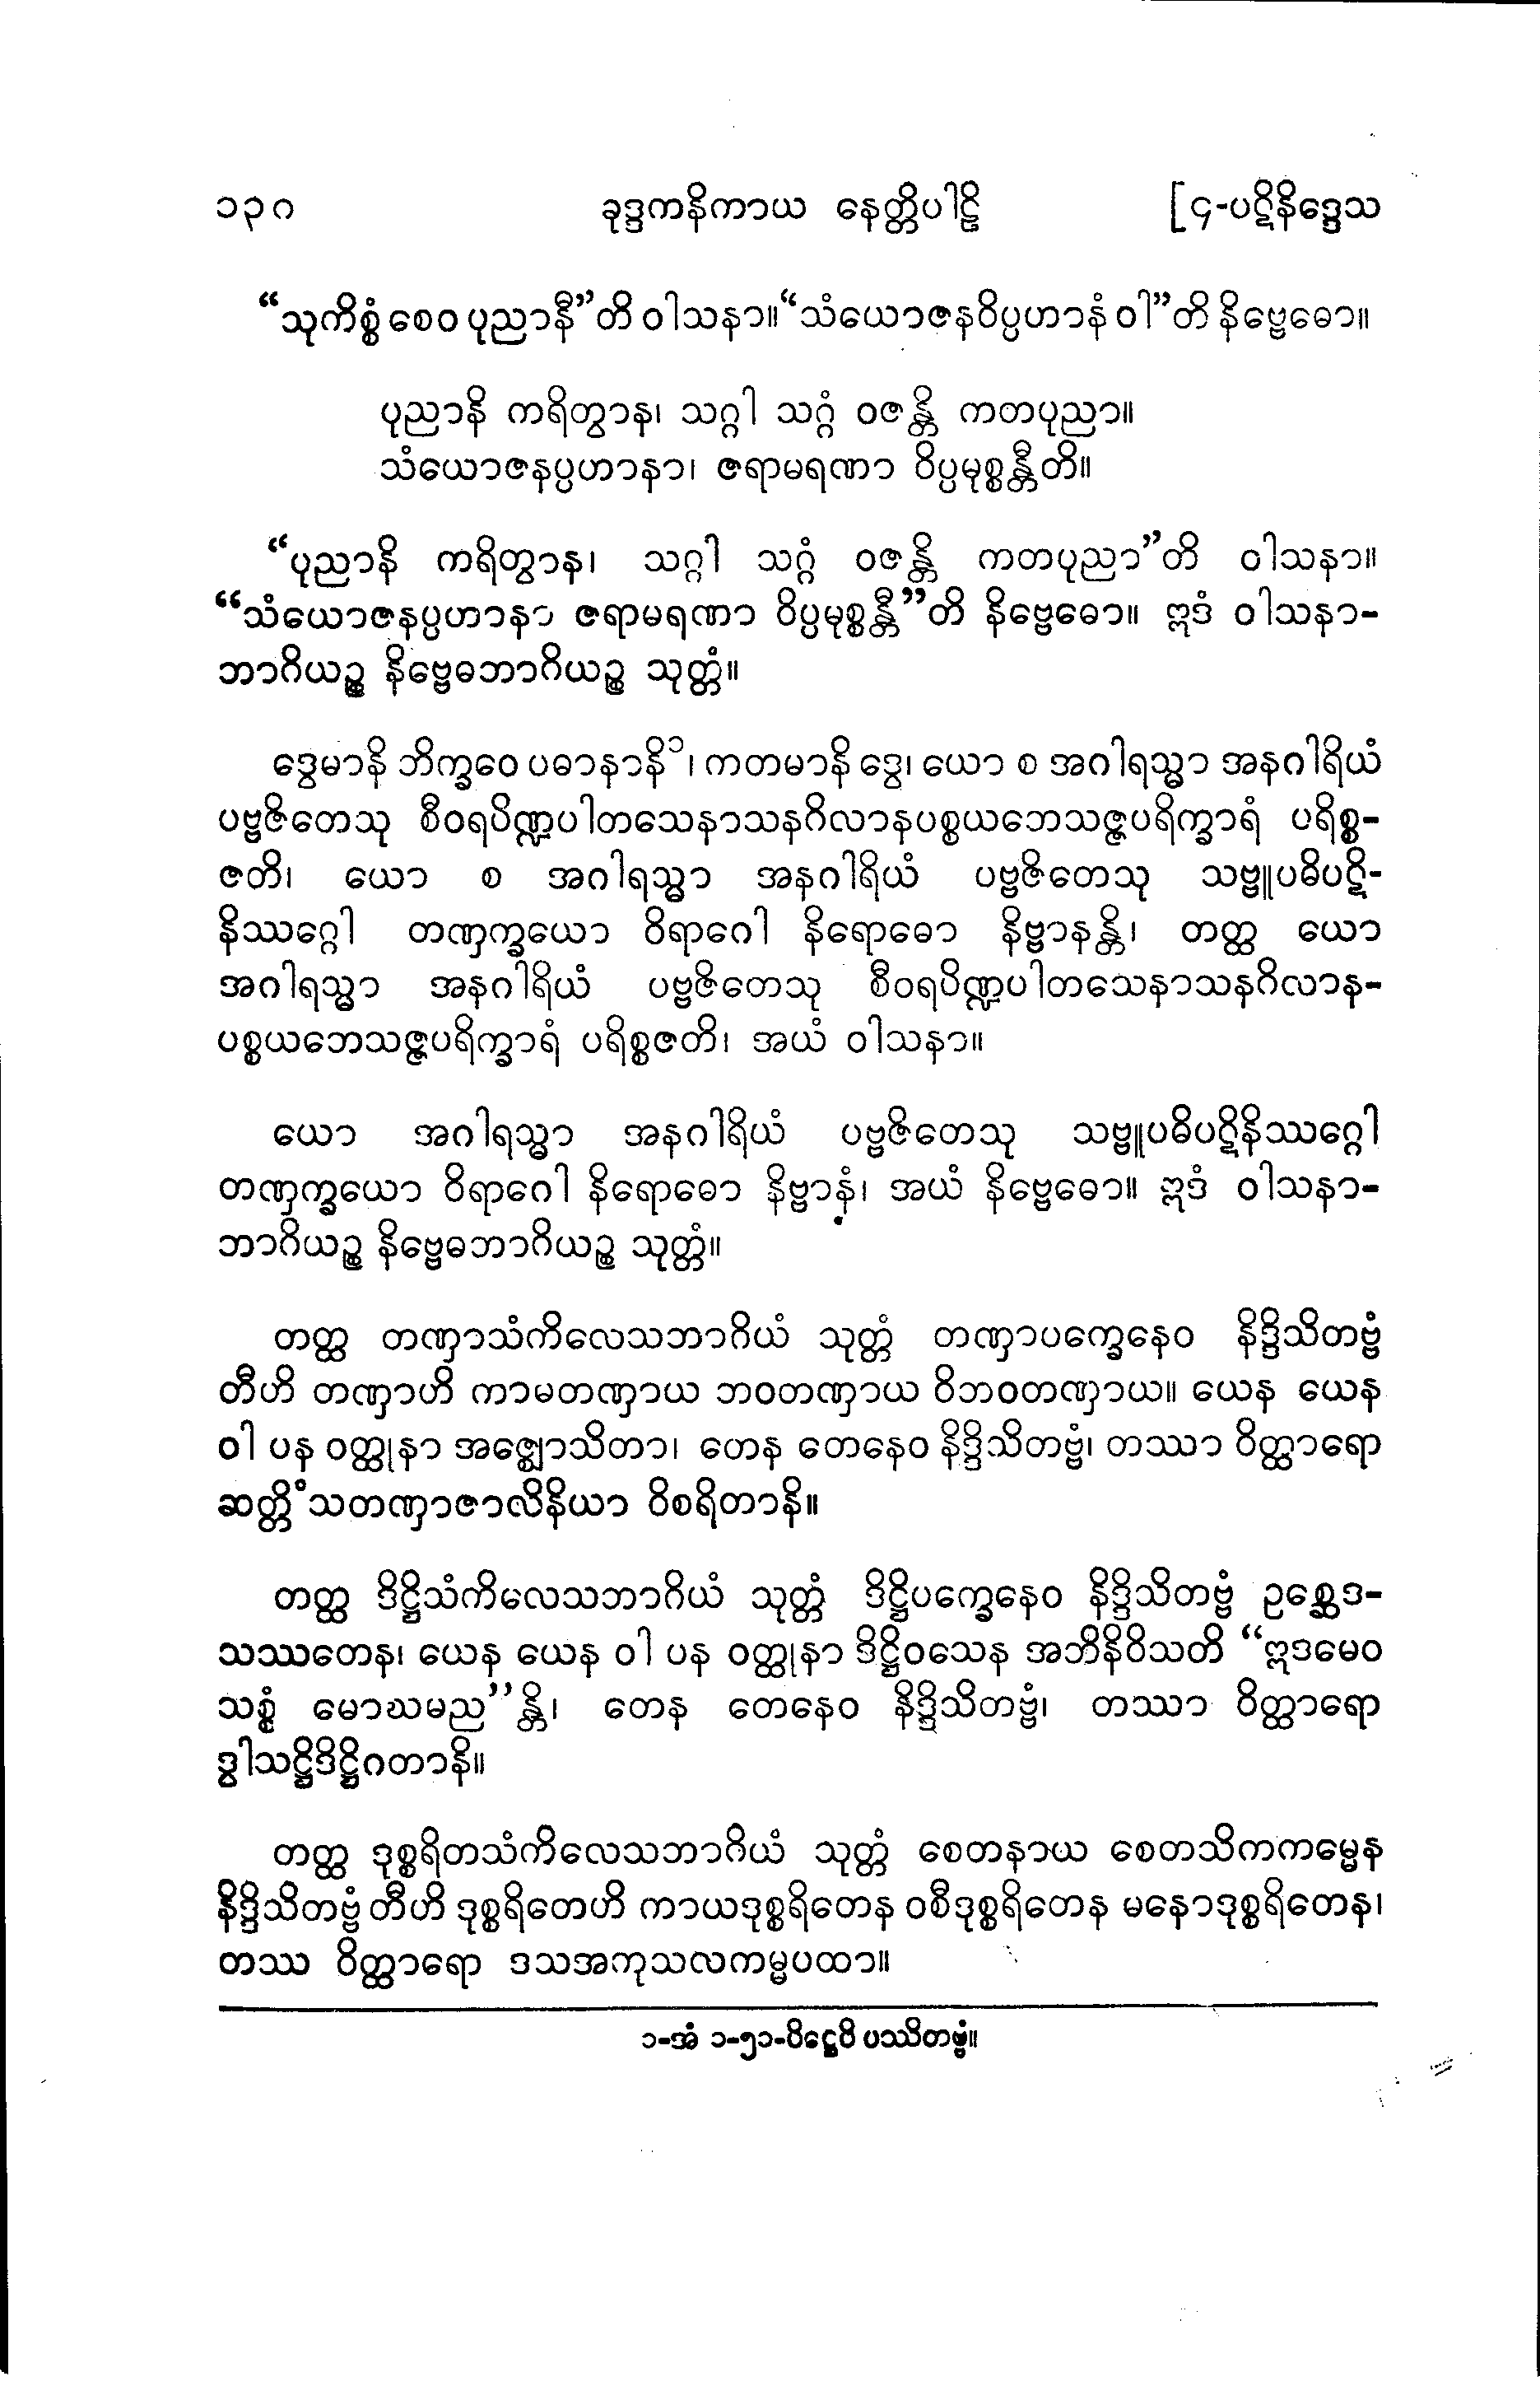 ၁၃၀ ခုဒ္ဒကနိကာယ နေတ္တိပါဠိ [၄-ပဋိနိဒ္ဒေသ
“သုကိစ္စံ စေဝ ပုညာနီ”တိ ဝါသနာ။ “သံယောဇနဝိပ္ပဟာနံ ဝါ”တိ နိဗ္ဗေဓော။
ပုညာနိ ကရိတွာန၊ သဂ္ဂါ သဂ္ဂံ ဝဇန္တိ ကတပုညာ။
သံယောဇနပ္ပဟာနာ၊ ဇရာမရဏာ ဝိပ္ပမုစ္စန္တီတိ။
“ပုညာနိ ကရိတွာန၊ သဂ္ဂါ သဂ္ဂံ ဝဇန္တိ ကတပုညာ”တိ ဝါသနာ။
“သံယောဇနပ္ပဟာနာ ဇရာမရဏာ ဝိပ္ပမုစ္စန္တီ”တိ နိဗ္ဗေဓော။ ဣဒံ ဝါသနာ-
ဘာဂိယဉ္စ နိဗ္ဗေဓဘာဂိယဉ္စ သုတ္တံ။
ဒွေမာနိ ဘိက္ခဝေ ပဓာနာနိ၁၊ ကတမာနိ ဒွေ၊ ယော စ အဂါရသ္မာ အနဂါရိယံ
ပဗ္ဗဇိတေသု စီဝရပိဏ္ဍပါတသေနာသနဂိလာနပစ္စယဘေသဇ္ဇပရိက္ခာရံ ပရိစ္စ-
ဇတိ၊ ယော စ အဂါရသ္မာ အနဂါရိယံ ပဗ္ဗဇိတေသု သဗ္ဗူပဓိပဋိ-
နိဿဂ္ဂေါ တဏှက္ခယော ဝိရာဂေါ နိရောဓော နိဗ္ဗာနန္တိ၊ တတ္ထ ယော
အဂါရသ္မာ အနဂါရိယံ ပဗ္ဗဇိတေသု စီဝရပိဏ္ဍပါတသေနာသနဂိလာန-
ပစ္စယဘေသဇ္ဇပရိက္ခာရံ ပရိစ္စဇတိ၊ အယံ ဝါသနာ။
ယော အဂါရသ္မာ အနဂါရိယံ ပဗ္ဗဇိတေသု သဗ္ဗူပဓိပဋိနိဿဂ္ဂေါ
တဏှက္ခယော ဝိရာဂေါ နိရောဓော နိဗ္ဗာနံ၊ အယံ နိဗ္ဗေဓော။ ဣဒံ ဝါသနာ-
ဘာဂိယဉ္စ နိဗ္ဗေဓဘာဂိယဉ္စ သုတ္တံ။
တတ္ထ တဏှာသံကိလေသဘာဂိယံ သုတ္တံ တဏှာပက္ခေနေဝ နိဒ္ဒိသိတဗ္ဗံ
တီဟိ တဏှာဟိ ကာမတဏှာယ ဘဝတဏှာယ ဝိဘဝတဏှာယ။ ယေန ယေန
ဝါ ပန ဝတ္ထုနာ အဇ္ဈောသိတာ၊ တေန တေနေဝ နိဒ္ဒိသိတဗ္ဗံ၊ တဿာ ဝိတ္ထာရော
ဆတ္တိံသတဏှာဇာလိနိယာ ဝိစရိတာနိ။
တတ္ထ ဒိဋ္ဌိသံကိလေသဘာဂိယံ သုတ္တံ ဒိဋ္ဌိပက္ခေနေဝ နိဒ္ဒိသိတဗ္ဗံ ဥစ္ဆေဒ-
သဿတေန၊ ယေန ယေန ဝါ ပန ဝတ္ထုနာ ဒိဋ္ဌိဝသေန အဘိနိဝိသတိ “ဣဒမေဝ
သစ္စံ မောဃမည”န္တိ၊ တေန တေနေဝ နိဒ္ဒိသိတဗ္ဗံ၊ တဿာ ဝိတ္ထာရော
ဒွါသဋ္ဌိဒိဋ္ဌိဂတာနိ။
တတ္ထ ဒုစ္စရိတသံကိလေသဘာဂိယံ သုတ္တံ စေတနာယ စေတသိကကမ္မေန
နိဒ္ဒိသိတဗ္ဗံ တီဟိ ဒုစ္စရိတေဟိ ကာယဒုစ္စရိတေန ဝစီဒုစ္စရိတေန မနောဒုစ္စရိတေန၊
တဿ ဝိတ္ထာရော ဒသအကုသလကမ္မပထာ။
၁-အံ ၁-၅၁-ပိဋ္ဌေပိ ပဿိတဗ္ဗံ။